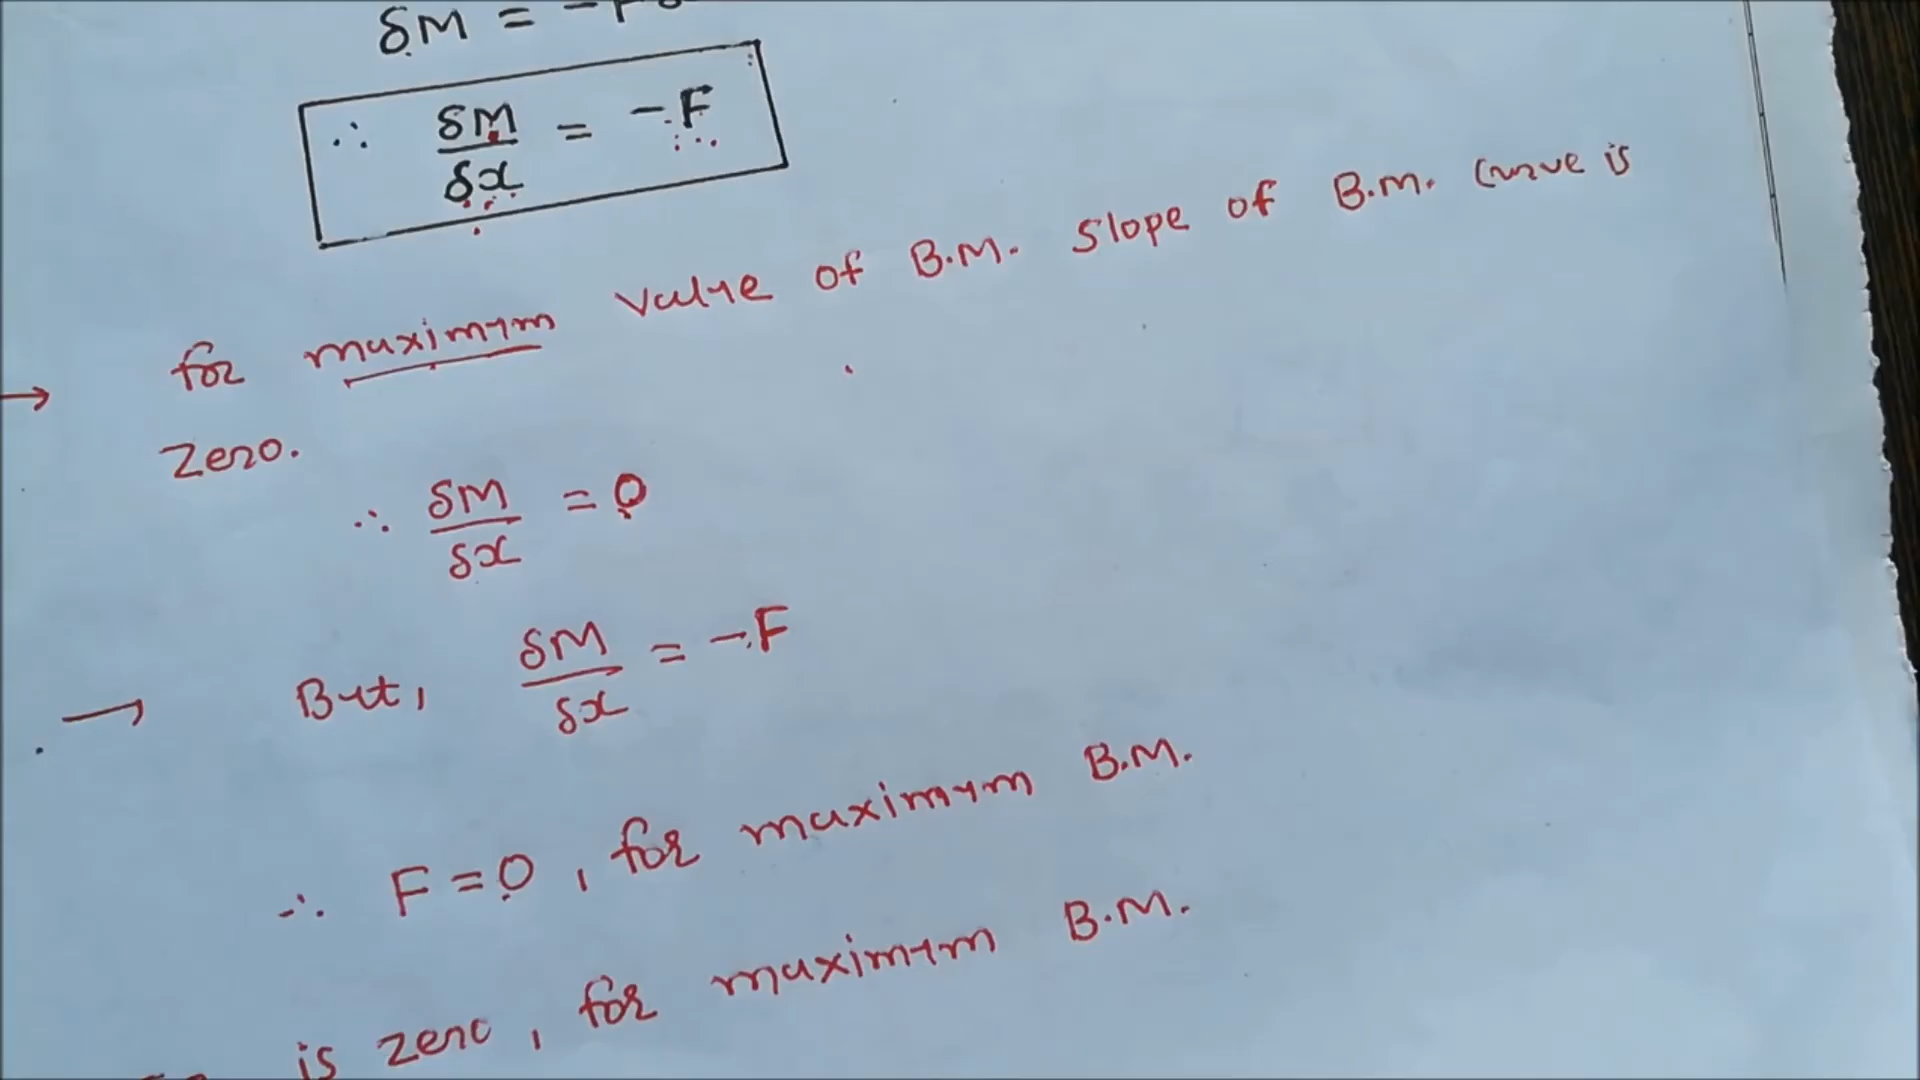 δM = -F
∴ δM/δx = -F
→ for maximum value of B.M. slope of B.M. curve is
zero.
∴ δM/δx = 0
→ But, δM/δx = -F
∴ F = 0, for maximum B.M.
is zero, for maximum B.M.